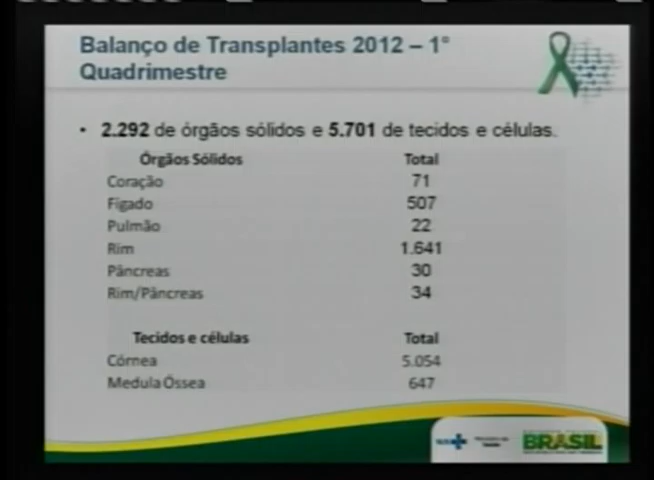 Balanço de Transplantes 2012 – 1°
Quadrimestre
• 2.292 de órgãos sólidos e 5.701 de tecidos e células.
Órgãos Sólidos Total
Coração 71
Fígado 507
Pulmão 22
Rim 1.641
Pâncreas 30
Rim/Pâncreas 34
Tecidos e células Total
Córnea 5.054
Medula Óssea 647
BRASIL